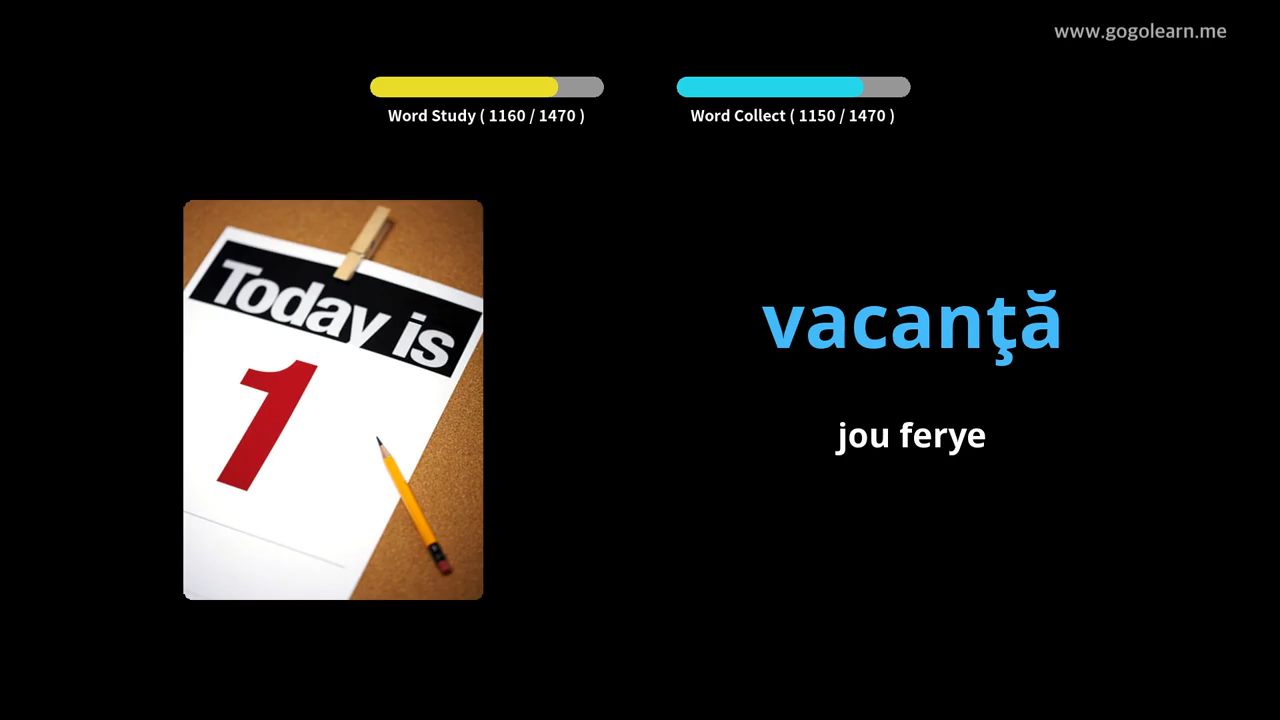 www.gogolearn.me
Word Study ( 1160 / 1470 )
Word Collect ( 1150 / 1470 )
Today is
1
vacanţă
jou ferye